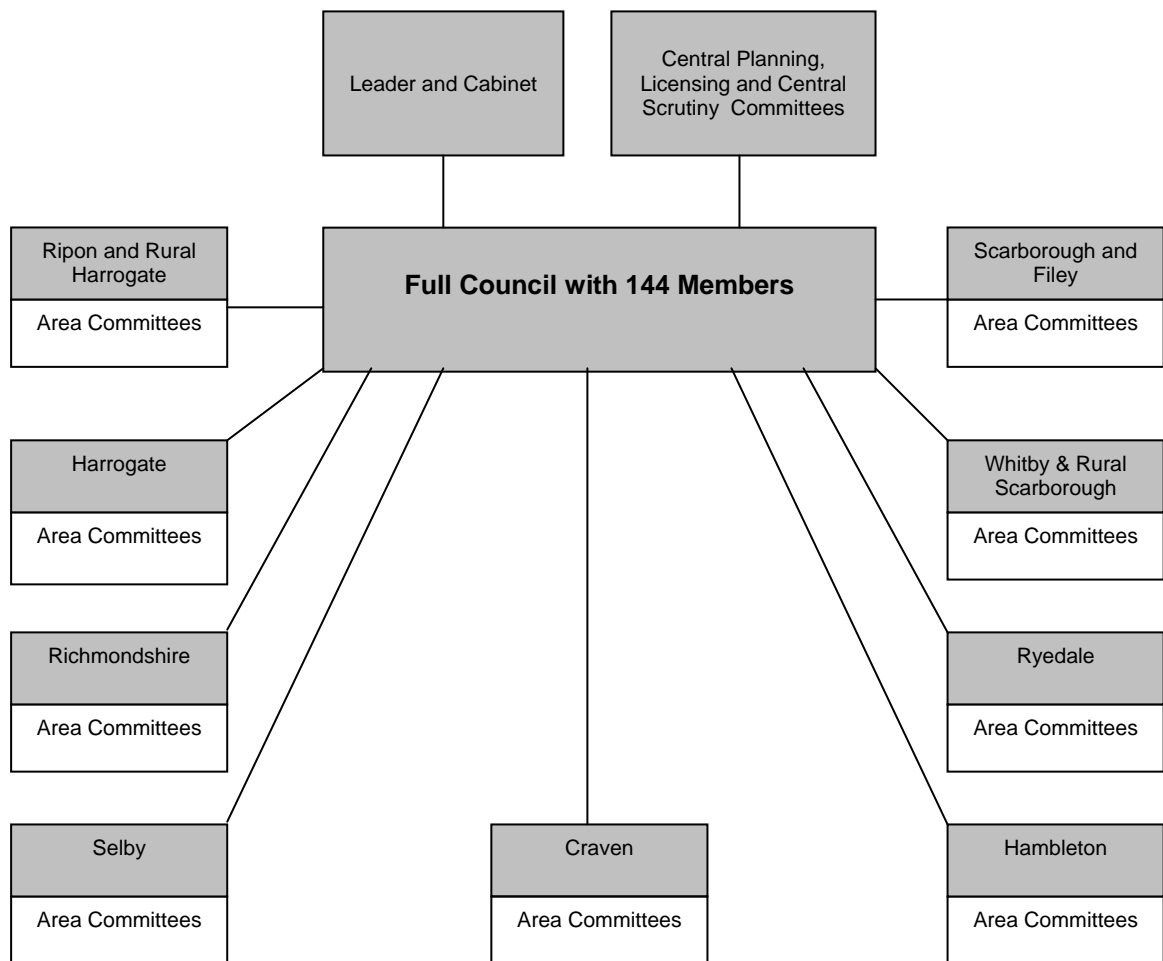 Leader and Cabinet
Central Planning,
Licensing and Central
Scrutiny Committees
Ripon and Rural
Harrogate
Area Committees
Full Council with 144 Members
Scarborough and
Filey
Area Committees
Harrogate
Area Committees
Whitby & Rural
Scarborough
Area Committees
Richmondshire
Area Committees
Ryedale
Area Committees
Selby
Area Committees
Craven
Area Committees
Hambleton
Area Committees